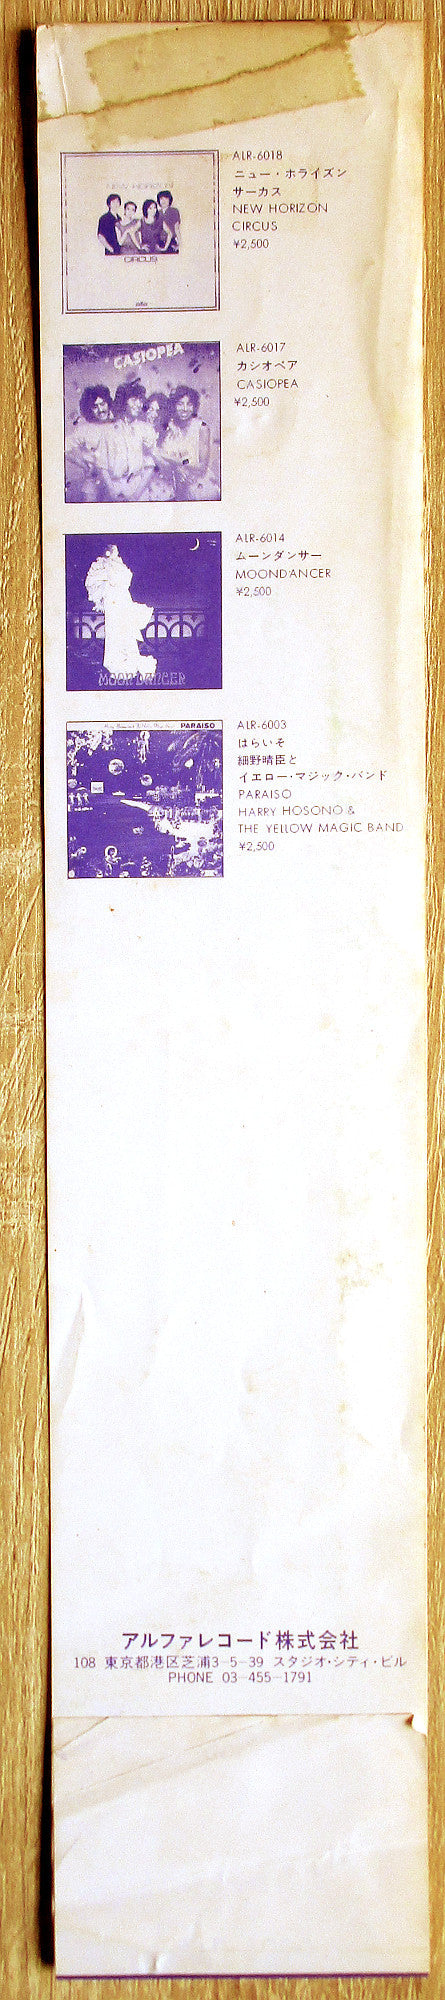 NEW HORIZON
CIRCUS
ALR-6018
ニュー・ホライズン
サーカス
NEW HORIZON
CIRCUS
¥2,500
CASIOPEA
ALR-6017
カシオペア
CASIOPEA
¥2,500
MOONDANCER
ALR-6014
ムーンダンサー
MOONDANCER
¥2,500
PARAISO
ALR-6003
はらいそ
細野晴臣と
イエロー・マジック・バンド
PARAISO
HARRY HOSONO &
THE YELLOW MAGIC BAND
¥2,500
アルファレコード株式会社
108 東京都港区芝浦3-5-39 スタジオ・シティ・ビル
PHONE 03-455-1791